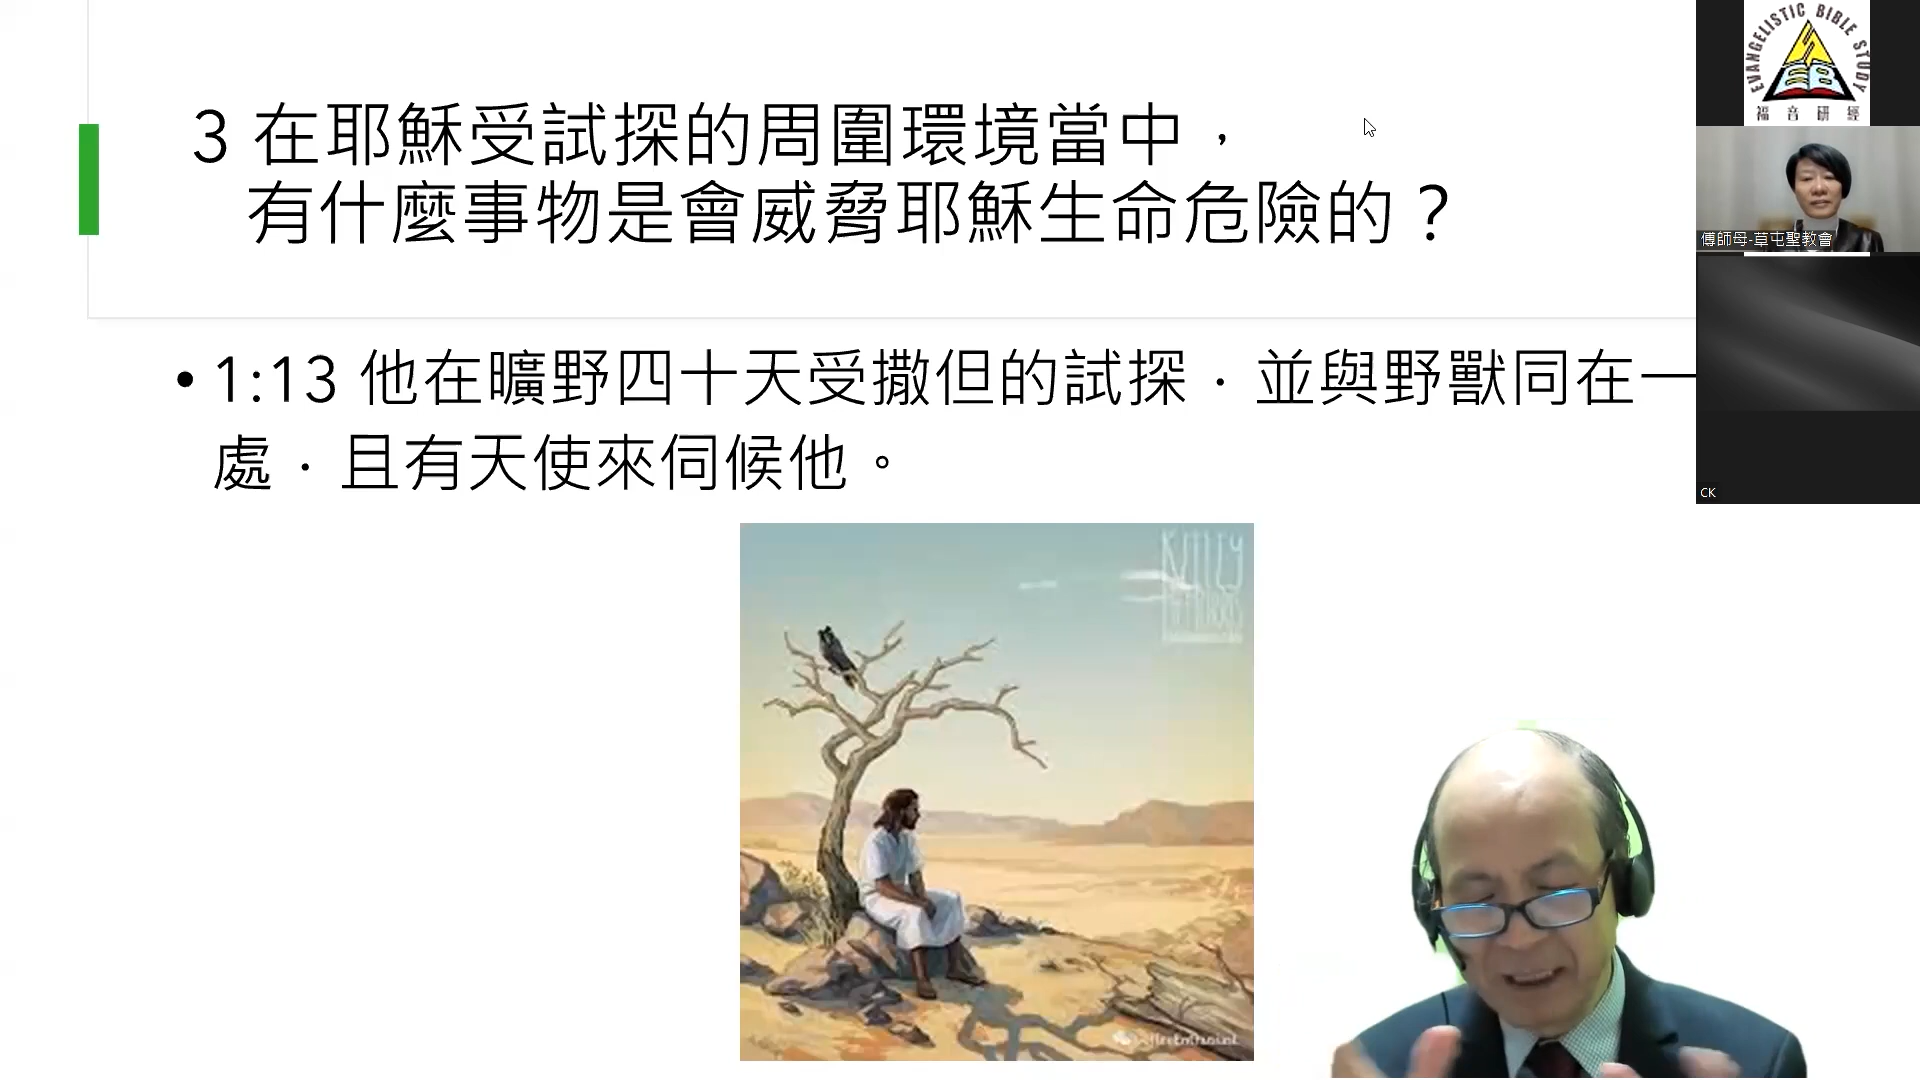 3 在耶穌受試探的周圍環境當中，
有什麼事物是會威脅耶穌生命危險的？
• 1:13 他在曠野四十天受撒但的試探．並與野獸同在一
處．且有天使來伺候他。
EVANGELISTIC BIBLE STUDY
EB
福音研經
傅師母-草屯聖教會
CK